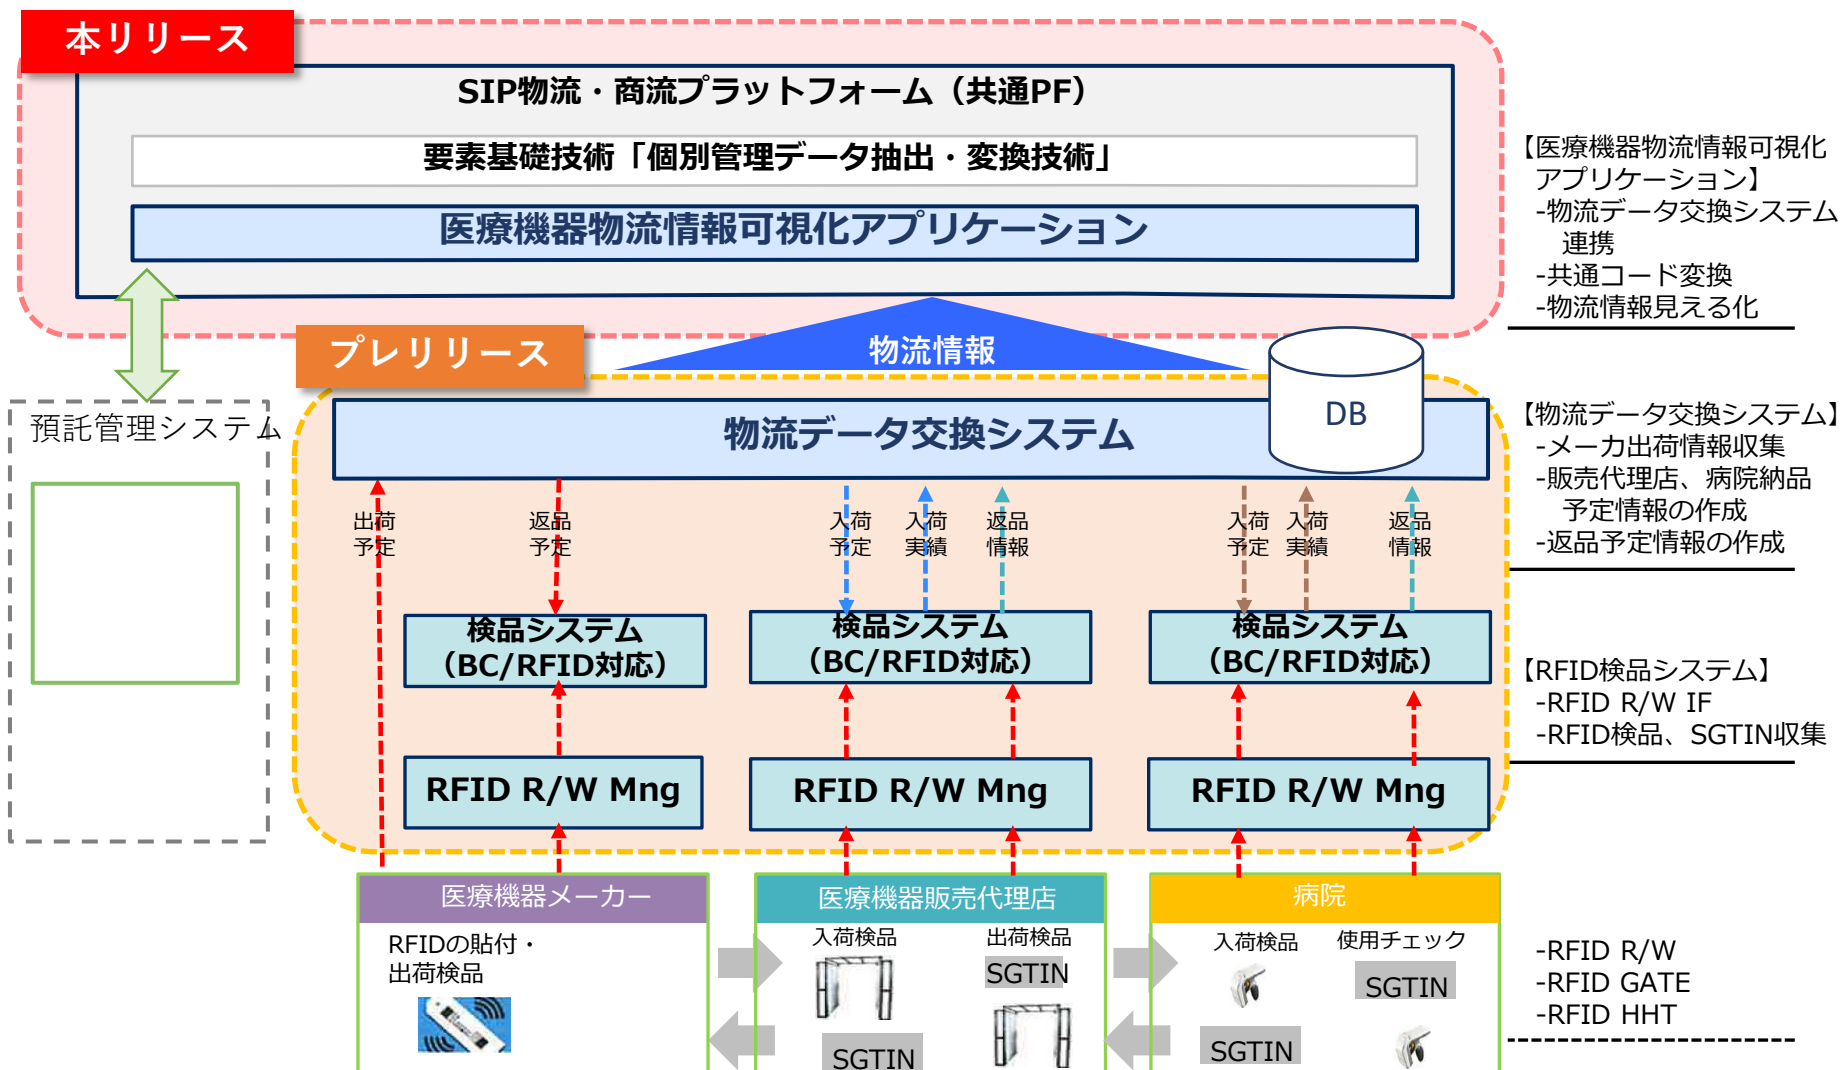 本リリース
SIP物流・商流プラットフォーム（共通PF）
要素基礎技術「個別管理データ抽出・変換技術」
医療機器物流情報可視化アプリケーション
【医療機器物流情報可視化
アプリケーション】
-物流データ交換システム
連携
-共通コード変換
-物流情報見える化
プレリリース
物流情報
預託管理システム
物流データ交換システム
DB
【物流データ交換システム】
-メーカ出荷情報収集
-販売代理店、病院納品
予定情報の作成
-返品予定情報の作成
出荷
予定
返品
予定
入荷
予定
入荷
実績
返品
情報
入荷
予定
入荷
実績
返品
情報
検品システム
（BC/RFID対応）
検品システム
（BC/RFID対応）
検品システム
（BC/RFID対応）
【RFID検品システム】
-RFID R/W IF
-RFID検品、SGTIN収集
RFID R/W Mng
RFID R/W Mng
RFID R/W Mng
医療機器メーカー
RFIDの貼付・
出荷検品
医療機器販売代理店
入荷検品
SGTIN
出荷検品
SGTIN
病院
入荷検品
SGTIN
使用チェック
SGTIN
-RFID R/W
-RFID GATE
-RFID HHT